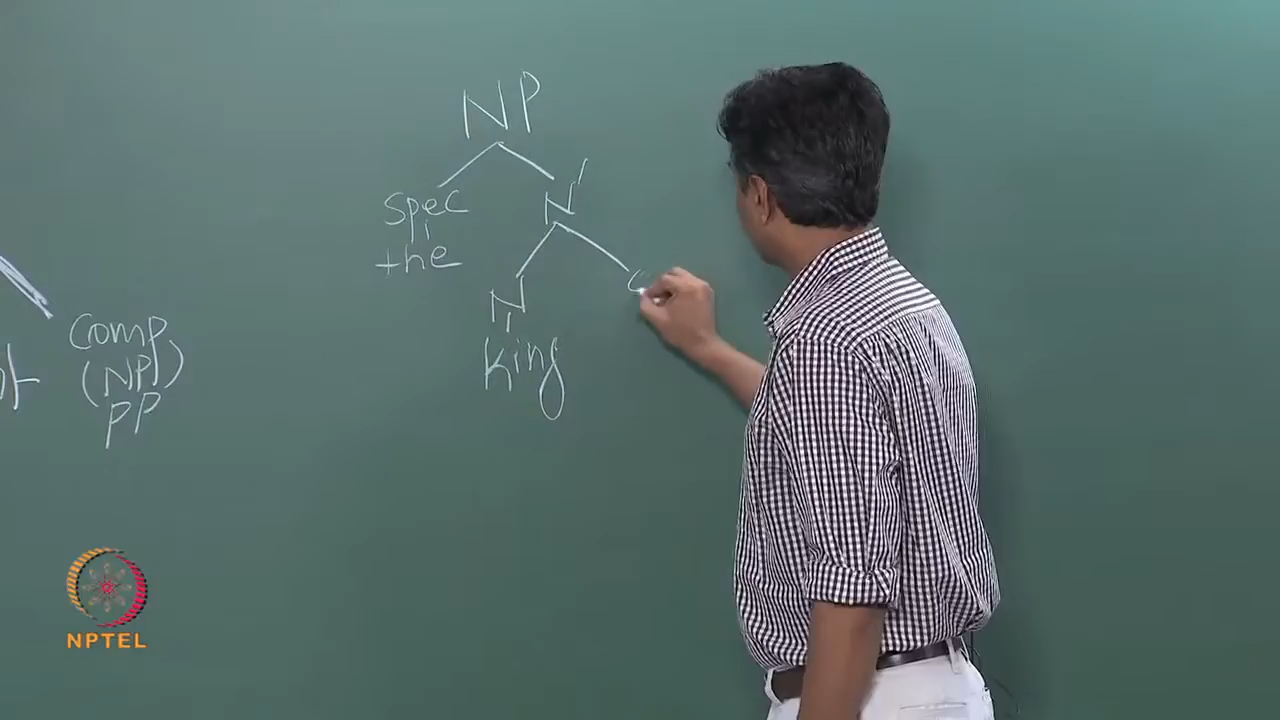 NP
Spec
N'
the
N
King
Comp
(NP)
PP
NPTEL